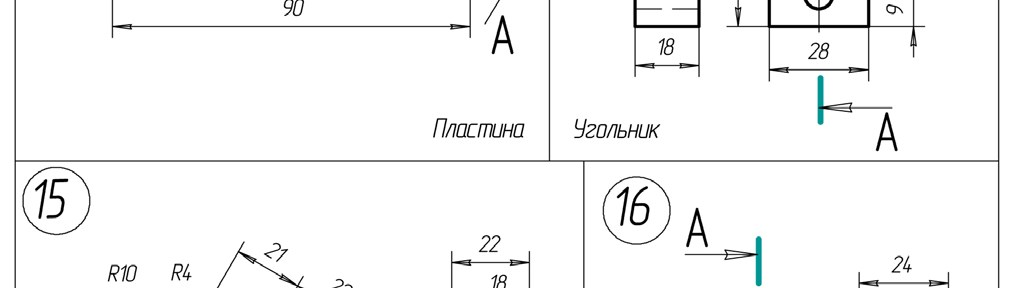 90
A
18
28
9
A
Пластина
Угольник
15
16
A
21
22
R10 R4
18
24